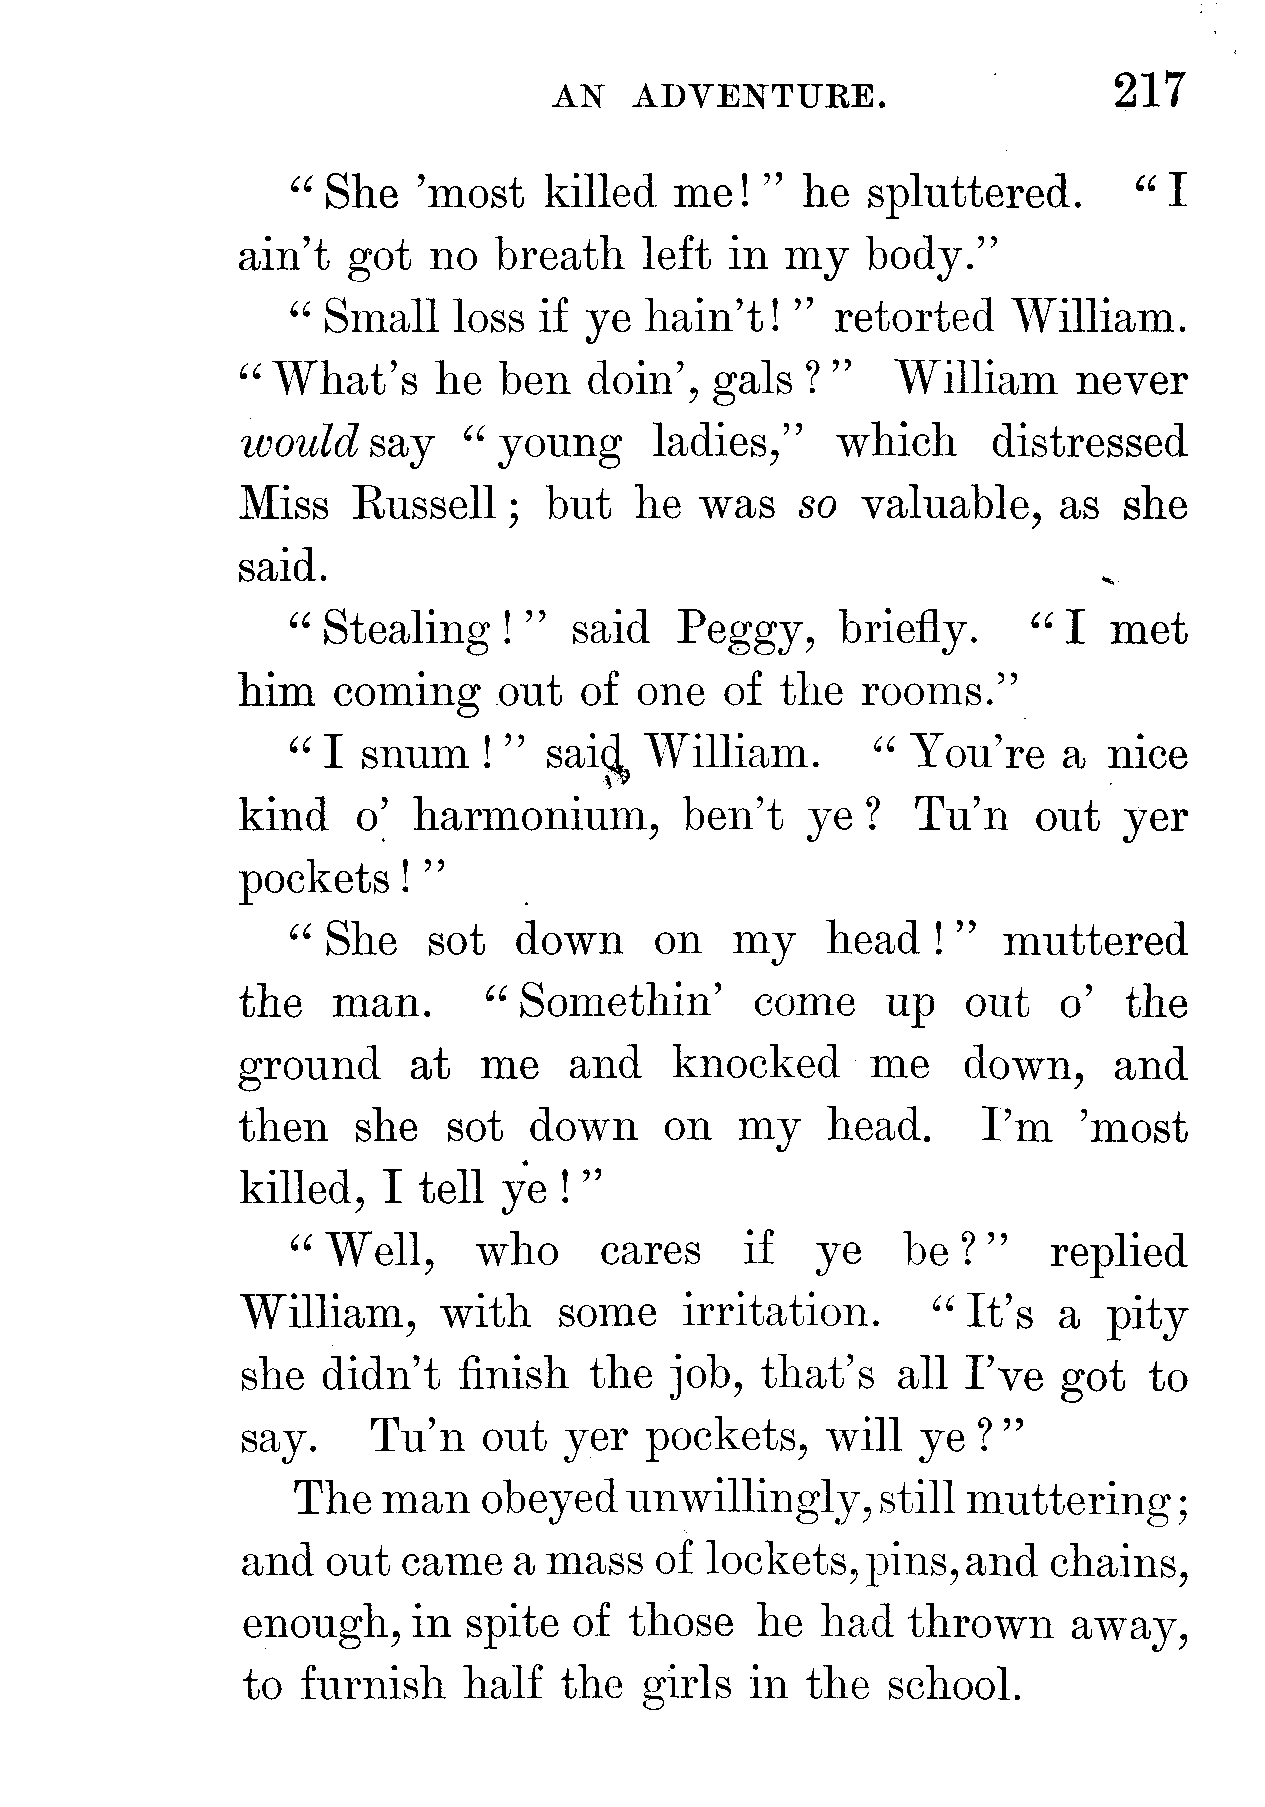 AN ADVENTURE. 217
"She 'most killed me!" he spluttered. "I
ain't got no breath left in my body."
"Small loss if ye hain't!" retorted William.
"What's he ben doin', gals?" William never
would say "young ladies," which distressed
Miss Russell; but he was so valuable, as she
said.
"Stealing!" said Peggy, briefly. "I met
him coming out of one of the rooms."
"I snum!" said William. "You're a nice
kind o' harmonium, ben't ye? Tu'n out yer
pockets!"
"She sot down on my head!" muttered
the man. "Somethin' come up out o' the
ground at me and knocked me down, and
then she sot down on my head. I'm 'most
killed, I tell ye!"
"Well, who cares if ye be?" replied
William, with some irritation. "It's a pity
she didn't finish the job, that's all I've got to
say. Tu'n out yer pockets, will ye?"
The man obeyed unwillingly, still muttering;
and out came a mass of lockets, pins, and chains,
enough, in spite of those he had thrown away,
to furnish half the girls in the school.